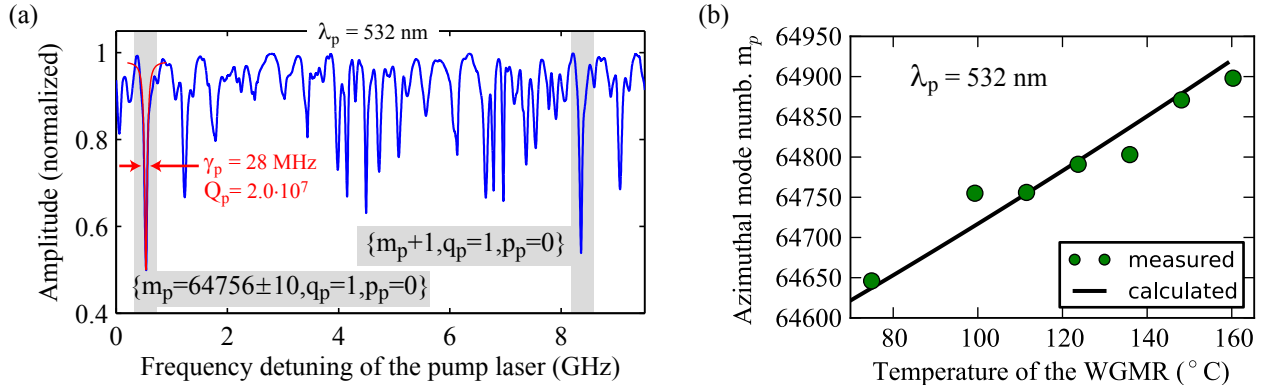 (a)
λp = 532 nm
Amplitude (normalized)
1
0.8
0.6
0.4
γp = 28 MHz
Qp= 2.0·10⁷
{mp+1,qp=1,pp=0}
{mp=64756±10,qp=1,pp=0}
0 2 4 6 8
Frequency detuning of the pump laser (GHz)
(b)
λp = 532 nm
Azimuthal mode numb. mp
64950
64900
64850
64800
64750
64700
64650
64600
measured
calculated
80 100 120 140 160
Temperature of the WGMR (°C)